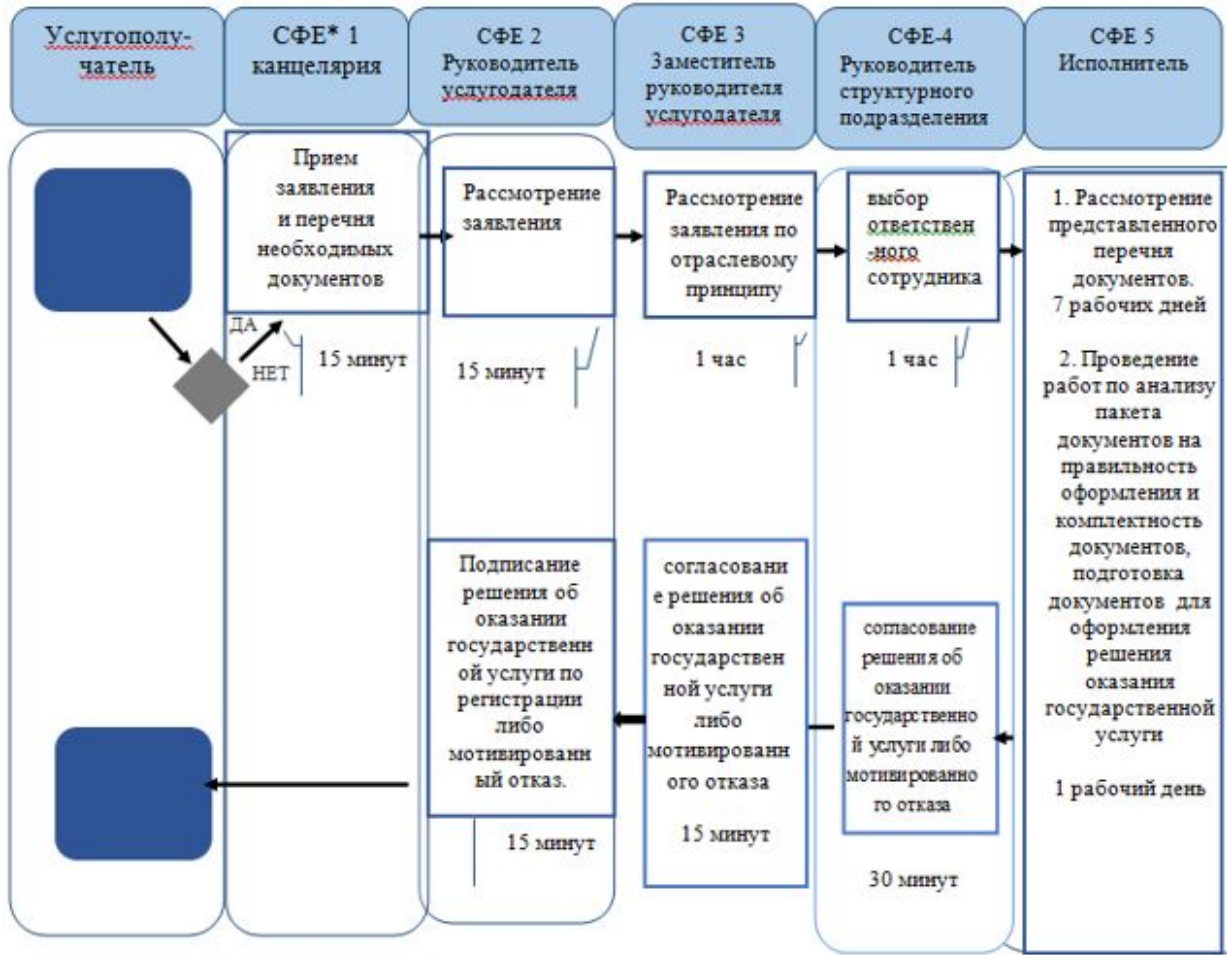 Услугополу-
чатель
СФЕ* 1
канцелярия
СФЕ 2
Руководитель
услугодателя
СФЕ 3
Заместитель
руководителя
услугодателя
СФЕ-4
Руководитель
структурного
подразделения
СФЕ 5
Исполнитель
Прием
заявления
и перечня
необходимых
документов
Рассмотрение
заявления
Рассмотрение
заявления по
отраслевому
принципу
выбор
ответствен
-ного
сотрудника
1. Рассмотрение
представленного
перечня
документов.
7 рабочих дней
2. Проведение
работ по анализу
пакета
документов на
правильность
оформления и
комплектность
документов,
подготовка
документов для
оформления
решения
оказания
государственной
услуги
1 рабочий день
ДА
НЕТ
15 минут
15 минут
1 час
1 час
Подписание
решения об
оказании
государственн
ой услуги по
регистрации
либо
мотивированн
ый отказ.
15 минут
согласовани
е решения об
оказании
государствен
ной услуги
либо
мотивированн
ого отказа
15 минут
согласование
решения об
оказании
государственно
й услуги либо
мотивированно
го отказа
30 минут